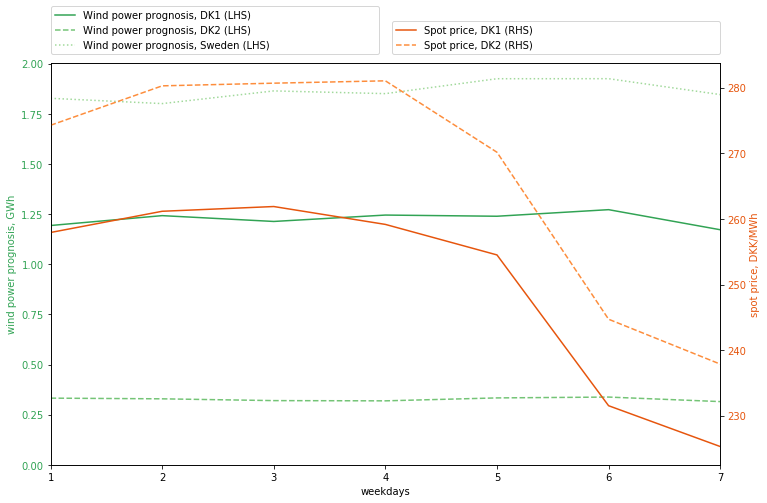 Wind power prognosis, DK1 (LHS)
Wind power prognosis, DK2 (LHS)
Wind power prognosis, Sweden (LHS)
Spot price, DK1 (RHS)
Spot price, DK2 (RHS)
2.00
1.75
1.50
1.25
1.00
0.75
0.50
0.25
0.00
wind power prognosis, GWh
280
270
260
250
240
230
spot price, DKK/MWh
1 2 3 4 5 6 7
weekdays